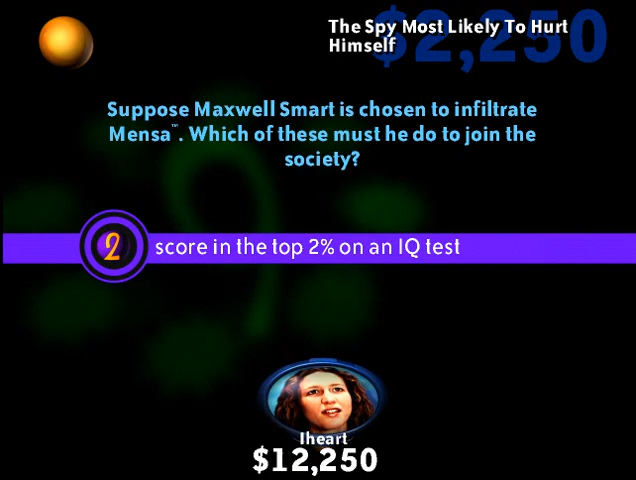 The Spy Most Likely To Hurt
Himself
$2,250
Suppose Maxwell Smart is chosen to infiltrate
Mensa™. Which of these must he do to join the
society?
2 score in the top 2% on an IQ test
Iheart
$12,250